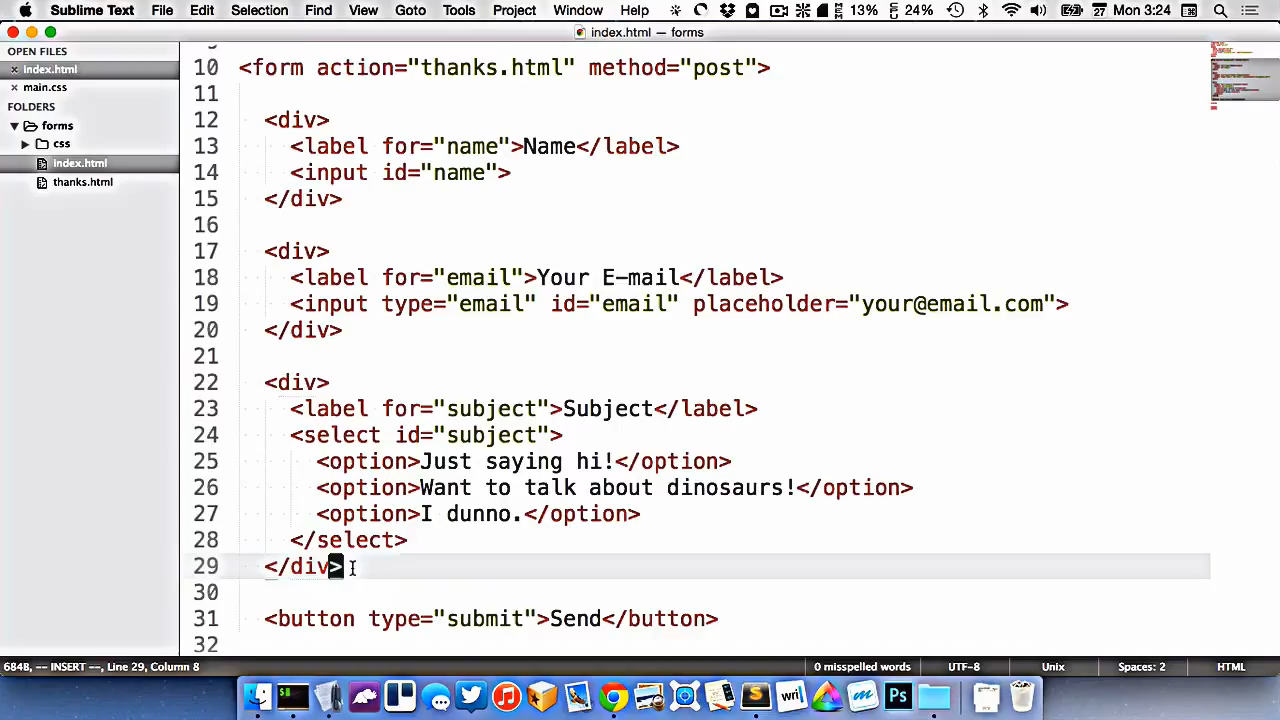 Sublime Text File Edit Selection Find View Goto Tools Project Window Help 13% 24% 27 Mon 3:24
index.html — forms
OPEN FILES
× index.html
× main.css
FOLDERS
forms
css
index.html
thanks.html
10 <form action="thanks.html" method="post">
11
12 <div>
13 <label for="name">Name</label>
14 <input id="name">
15 </div>
16
17 <div>
18 <label for="email">Your E-mail</label>
19 <input type="email" id="email" placeholder="your@email.com">
20 </div>
21
22 <div>
23 <label for="subject">Subject</label>
24 <select id="subject">
25 <option>Just saying hi!</option>
26 <option>Want to talk about dinosaurs!</option>
27 <option>I dunno.</option>
28 </select>
29 </div>
30
31 <button type="submit">Send</button>
32
684B, -- INSERT --, Line 29, Column 8 0 misspelled words UTF-8 Unix Spaces: 2 HTML
wri Ps